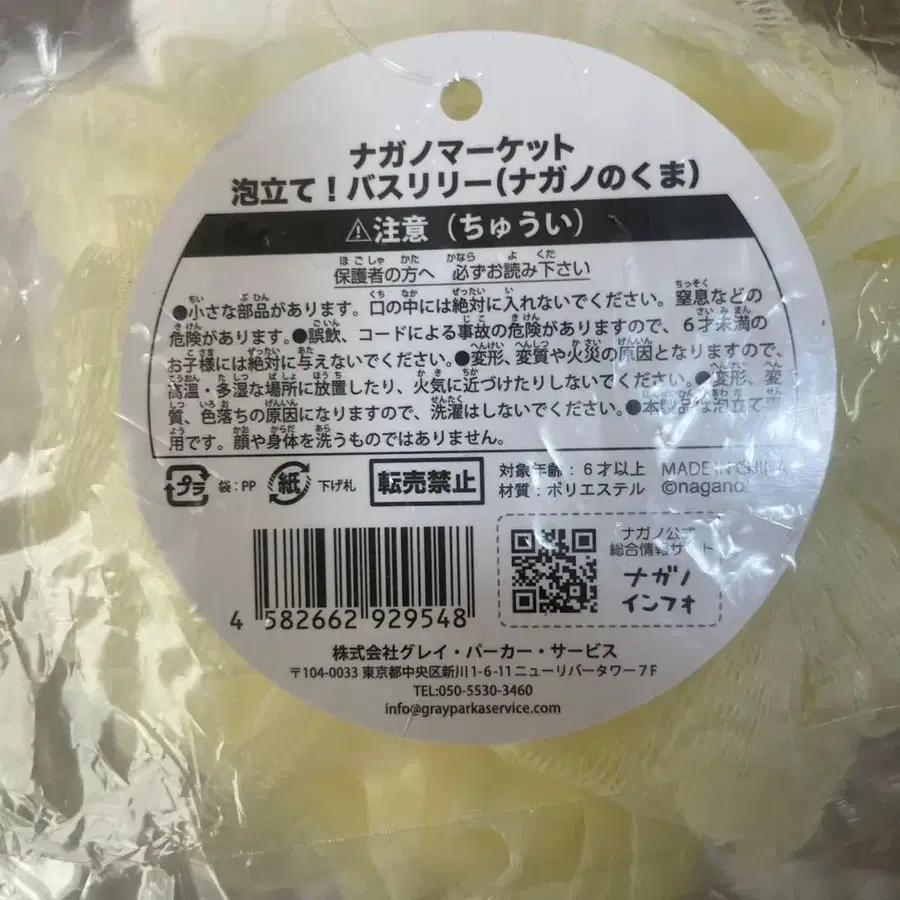 ナガノマーケット
泡立て！バスリリー(ナガノのくま)
⚠注意（ちゅうい）
保護者の方へ 必ずお読み下さい
●小さな部品があります。口の中には絶対に入れないでください。窒息などの
危険があります。●誤飲、コードによる事故の危険がありますので、6才未満の
お子様には絶対に与えないでください。●変形、変質や火災の原因となりますので、
高温・多湿な場所に放置したり、火気に近づけたりしないでください。●変形、変
質、色落ちの原因になりますので、洗濯はしないでください。●本製品は泡立て専
用です。顔や身体を洗うものではありません。
プラ 袋：PP 紙 下げ札 転売禁止 対象年齢：6才以上 MADE IN CHINA
材質：ポリエステル ©nagano
ナガノ公式
総合情報サイト
ナガノ
インフォ
4 582662 929548
株式会社グレイ・パーカー・サービス
〒104-0033 東京都中央区新川1-6-11 ニューリバータワー7F
TEL:050-5530-3460
info@grayparkaservice.com